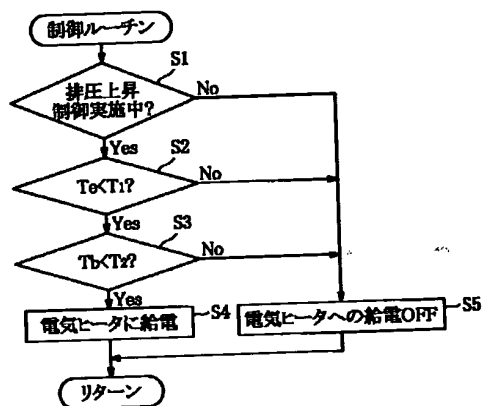 制御ルーチン
S1
排圧上昇
制御実施中?
No
Yes
S2
Te<T1?
No
Yes
S3
Tb<T2?
No
Yes
電気ヒータに給電
S4
電気ヒータへの給電OFF
S5
リターン